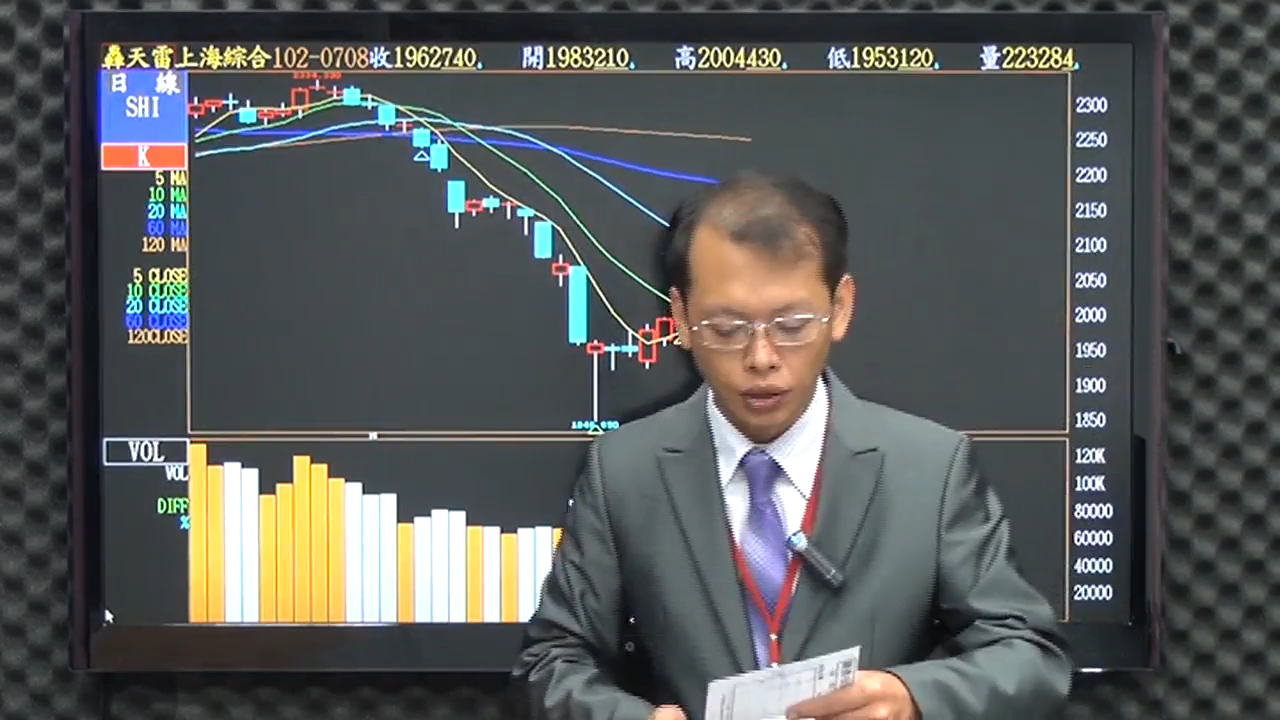 轟天雷上海綜合102-0708收1962740. 開1983210. 高2004430. 低1953120. 量223284.
日 線
SHI
K
5 MA
10 MA
20 MA
60 MA
120 MA
5 CLOSE
10 CLOSE
20 CLOSE
60 CLOSE
120CLOSE
2300
2250
2200
2150
2100
2050
2000
1950
1900
1850
VOL
VOL
DIFF
%
120K
100K
80000
60000
40000
20000